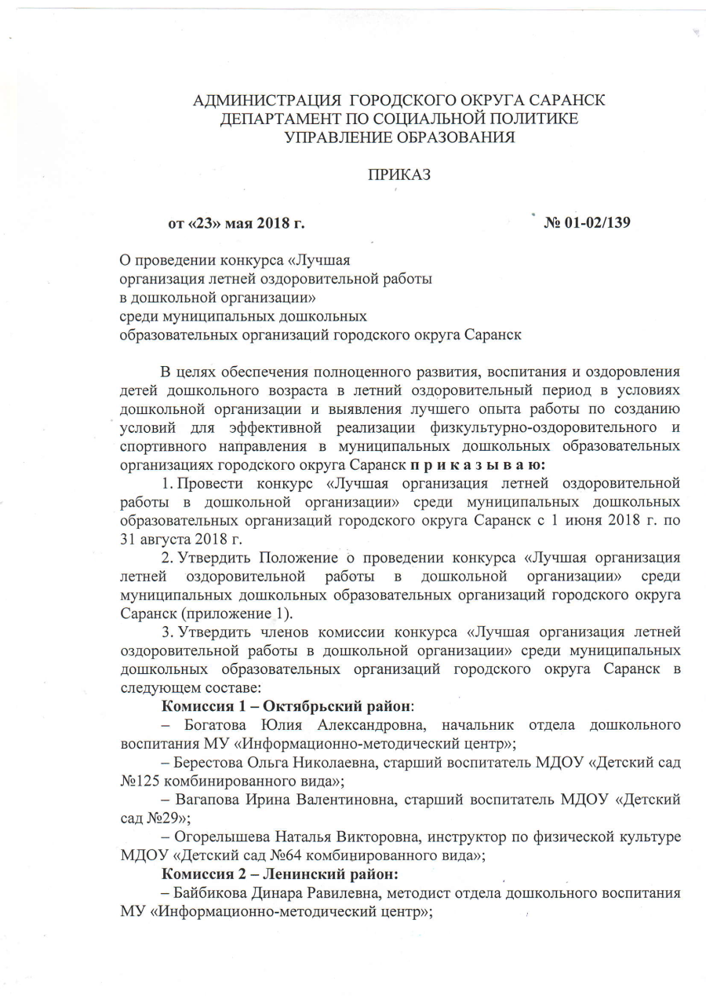 АДМИНИСТРАЦИЯ ГОРОДСКОГО ОКРУГА САРАНСК
ДЕПАРТАМЕНТ ПО СОЦИАЛЬНОЙ ПОЛИТИКЕ
УПРАВЛЕНИЕ ОБРАЗОВАНИЯ
ПРИКАЗ
от «23» мая 2018 г. № 01-02/139
О проведении конкурса «Лучшая
организация летней оздоровительной работы
в дошкольной организации»
среди муниципальных дошкольных
образовательных организаций городского округа Саранск
В целях обеспечения полноценного развития, воспитания и оздоровления
детей дошкольного возраста в летний оздоровительный период в условиях
дошкольной организации и выявления лучшего опыта работы по созданию
условий для эффективной реализации физкультурно-оздоровительного и
спортивного направления в муниципальных дошкольных образовательных
организациях городского округа Саранск п р и к а з ы в а ю:
1. Провести конкурс «Лучшая организация летней оздоровительной
работы в дошкольной организации» среди муниципальных дошкольных
образовательных организаций городского округа Саранск с 1 июня 2018 г. по
31 августа 2018 г.
2. Утвердить Положение о проведении конкурса «Лучшая организация
летней оздоровительной работы в дошкольной организации» среди
муниципальных дошкольных образовательных организаций городского округа
Саранск (приложение 1).
3. Утвердить членов комиссии конкурса «Лучшая организация летней
оздоровительной работы в дошкольной организации» среди муниципальных
дошкольных образовательных организаций городского округа Саранск в
следующем составе:
Комиссия 1 – Октябрьский район:
– Богатова Юлия Александровна, начальник отдела дошкольного
воспитания МУ «Информационно-методический центр»;
– Берестова Ольга Николаевна, старший воспитатель МДОУ «Детский сад
№125 комбинированного вида»;
– Вагапова Ирина Валентиновна, старший воспитатель МДОУ «Детский
сад №29»;
– Огорелышева Наталья Викторовна, инструктор по физической культуре
МДОУ «Детский сад №64 комбинированного вида»;
Комиссия 2 – Ленинский район:
– Байбикова Динара Равилевна, методист отдела дошкольного воспитания
МУ «Информационно-методический центр»;